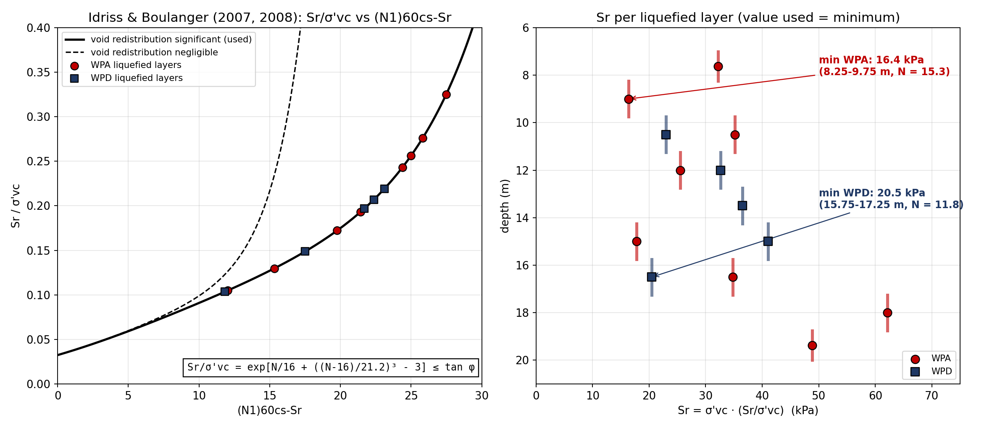 Idriss & Boulanger (2007, 2008): Sr/σ'vc vs (N1)60cs-Sr
0.40
0.35
0.30
0.25
0.20
0.15
0.10
0.05
0.00
Sr / σ'vc
void redistribution significant (used)
void redistribution negligible
WPA liquefied layers
WPD liquefied layers
Sr/σ'vc = exp[N/16 + ((N-16)/21.2)³ - 3] ≤ tan φ
0 5 10 15 20 25 30
(N1)60cs-Sr
Sr per liquefied layer (value used = minimum)
6
8
10
12
14
16
18
20
depth (m)
min WPA: 16.4 kPa
(8.25-9.75 m, N = 15.3)
min WPD: 20.5 kPa
(15.75-17.25 m, N = 11.8)
WPA
WPD
0 10 20 30 40 50 60 70
Sr = σ'vc · (Sr/σ'vc) (kPa)